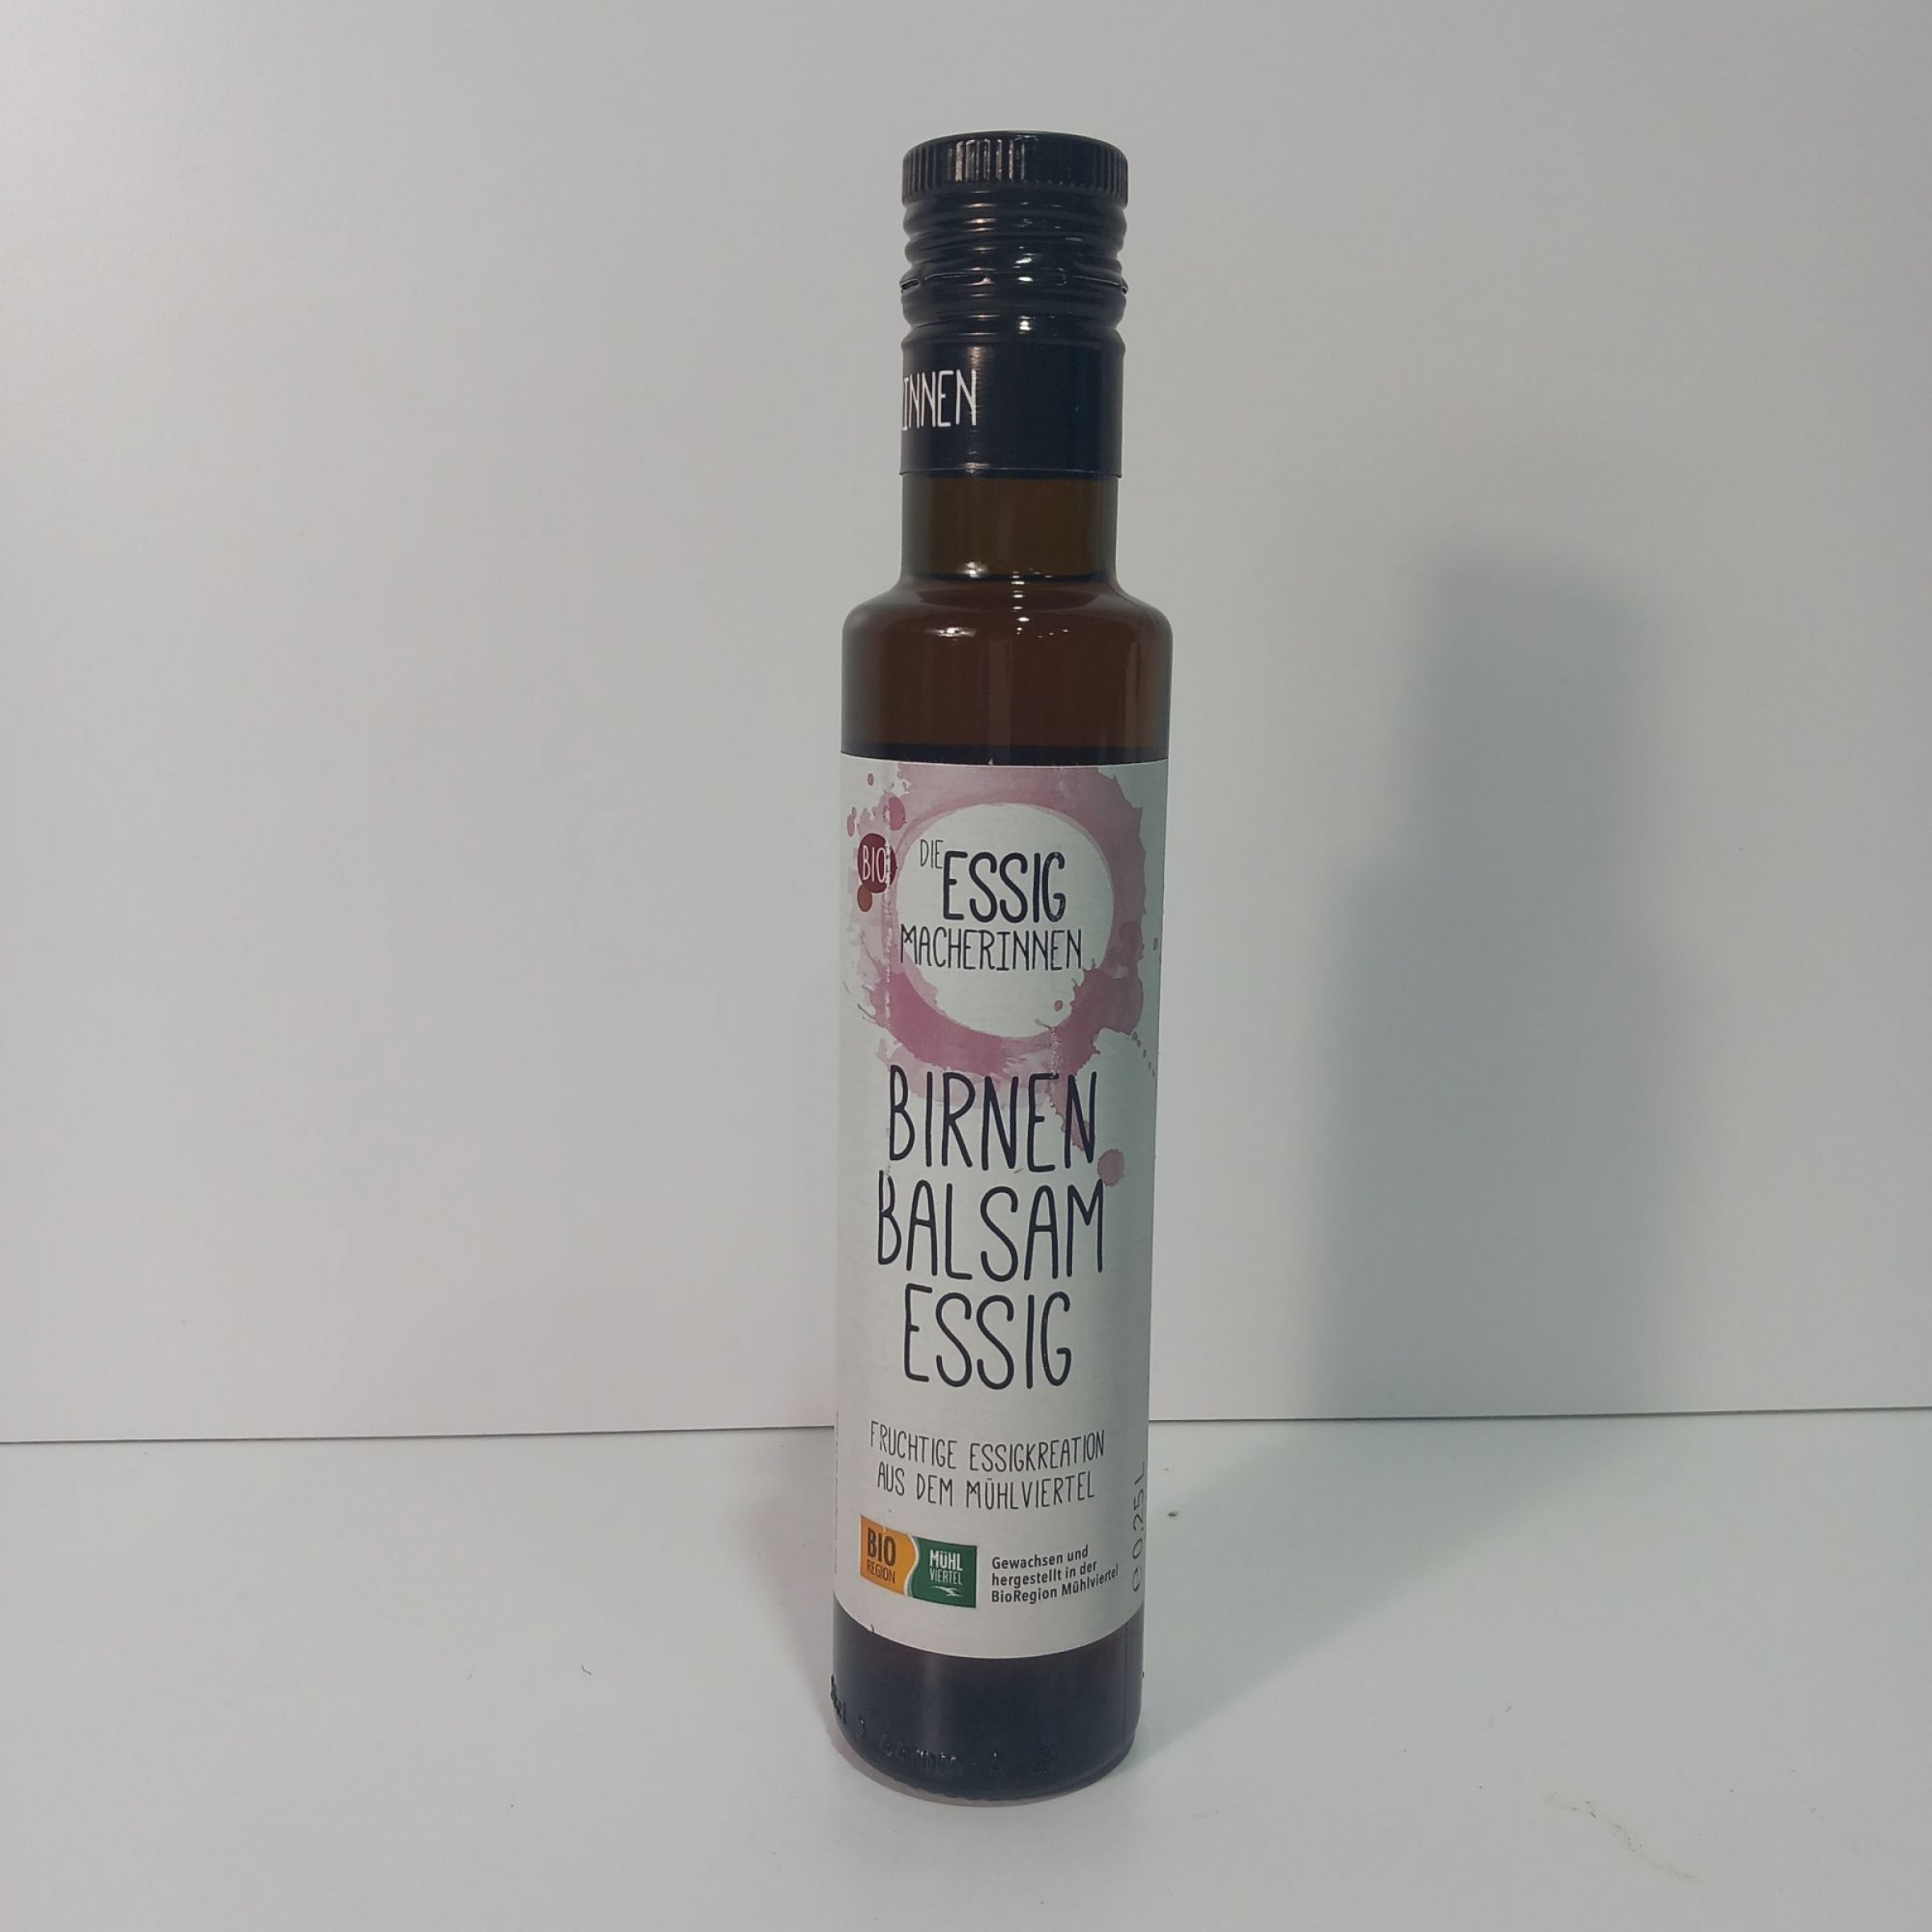 INNEN
BIO
DIE ESSIG
MACHERINNEN
BIRNEN
BALSAM
ESSIG
FRUCHTIGE ESSIGKREATION
AUS DEM MÜHLVIERTEL
BIO
REGION
MÜHL
VIERTEL
Gewachsen und
hergestellt in der
BioRegion Mühlviertel
e 0,25 L